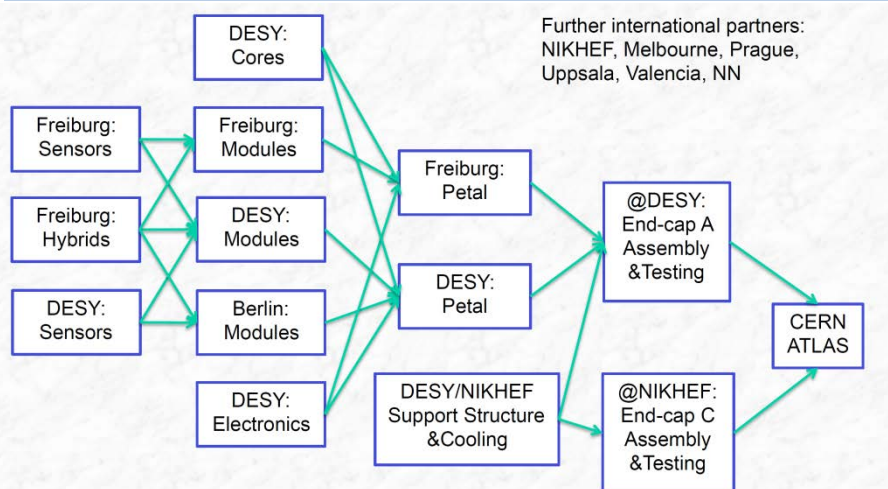 DESY:
Cores
Further international partners:
NIKHEF, Melbourne, Prague,
Uppsala, Valencia, NN
Freiburg:
Sensors
Freiburg:
Modules
Freiburg:
Petal
Freiburg:
Hybrids
DESY:
Modules
@DESY:
End-cap A
Assembly
&Testing
DESY:
Sensors
Berlin:
Modules
DESY:
Petal
CERN
ATLAS
DESY:
Electronics
DESY/NIKHEF
Support Structure
&Cooling
@NIKHEF:
End-cap C
Assembly
&Testing